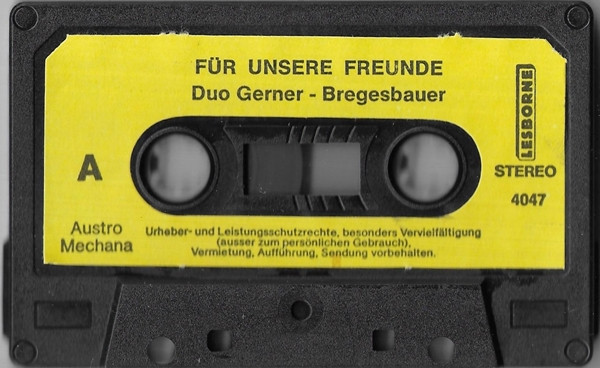 FÜR UNSERE FREUNDE
Duo Gerner - Bregesbauer
LESBORNE
A
STEREO
4047
Austro
Mechana
Urheber- und Leistungsschutzrechte, besonders Vervielfältigung
(ausser zum persönlichen Gebrauch),
Vermietung, Aufführung, Sendung vorbehalten.